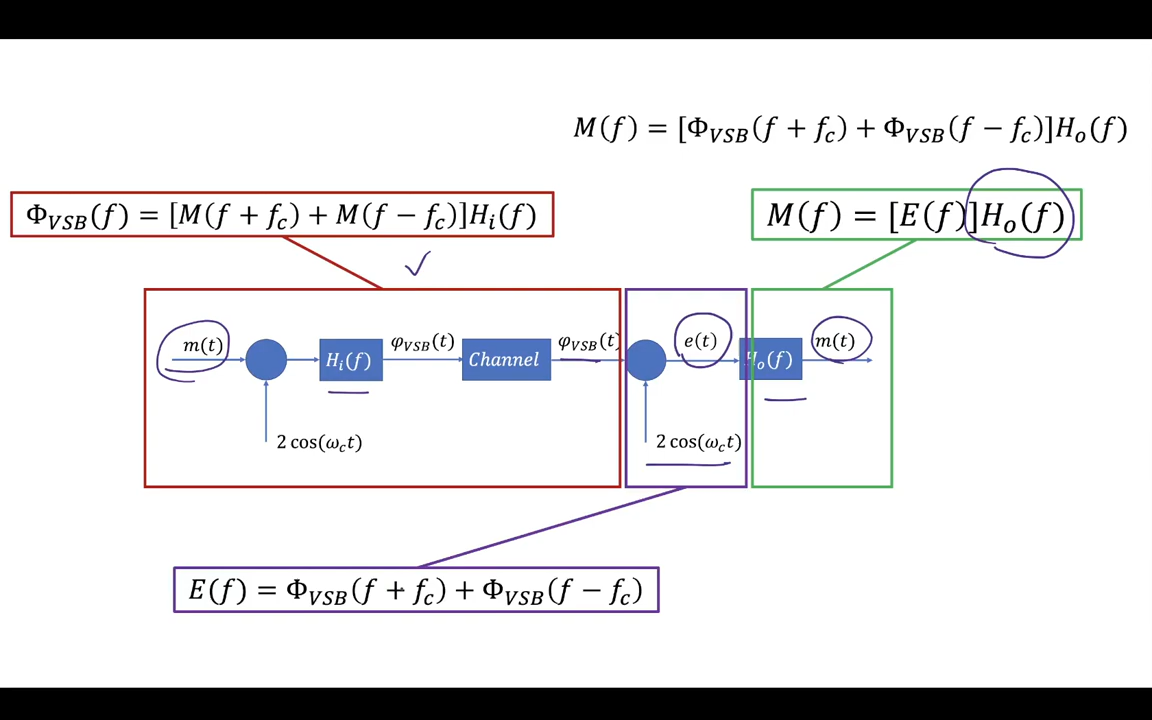 M(f) = [Φ_VSB(f + f_c) + Φ_VSB(f − f_c)]H_o(f)
Φ_VSB(f) = [M(f + f_c) + M(f − f_c)]H_i(f)
M(f) = [E(f)]H_o(f)
m(t)
H_i(f)
φ_VSB(t)
Channel
φ_VSB(t)
e(t)
H_o(f)
m(t)
2 cos(ω_c t)
2 cos(ω_c t)
E(f) = Φ_VSB(f + f_c) + Φ_VSB(f − f_c)